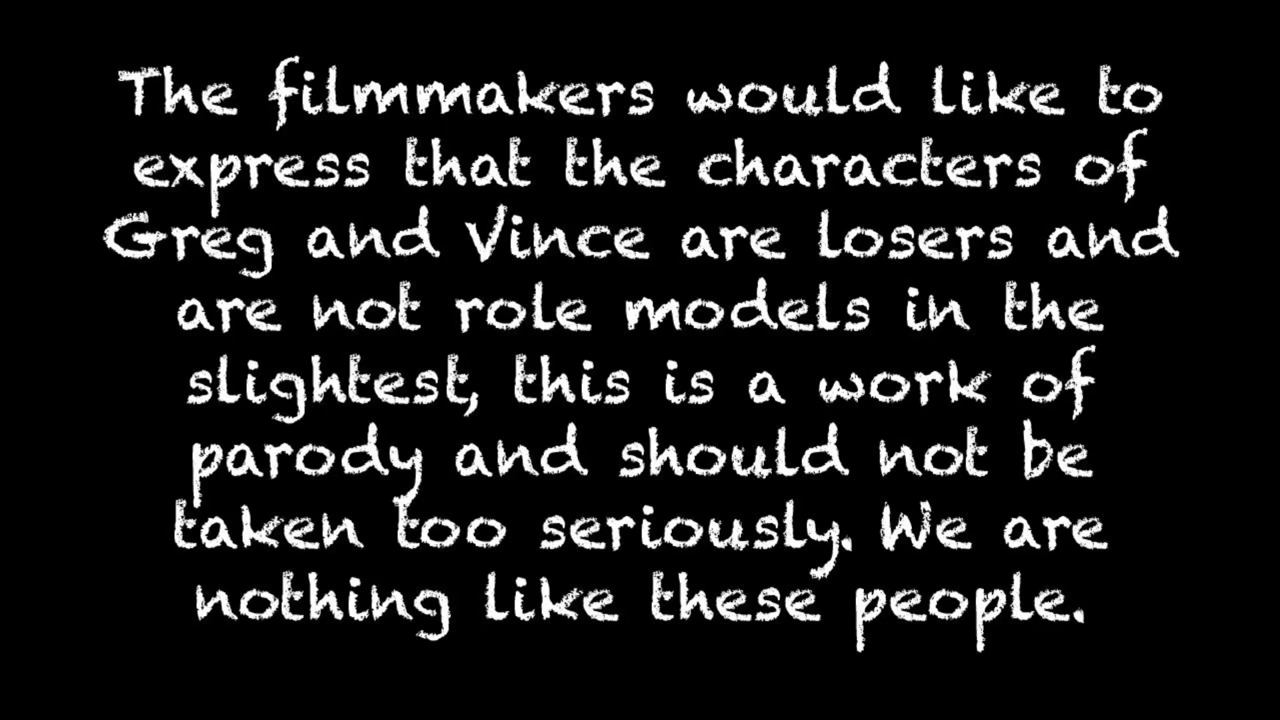 The filmmakers would like to
express that the characters of
Greg and Vince are losers and
are not role models in the
slightest, this is a work of
parody and should not be
taken too seriously. We are
nothing like these people.